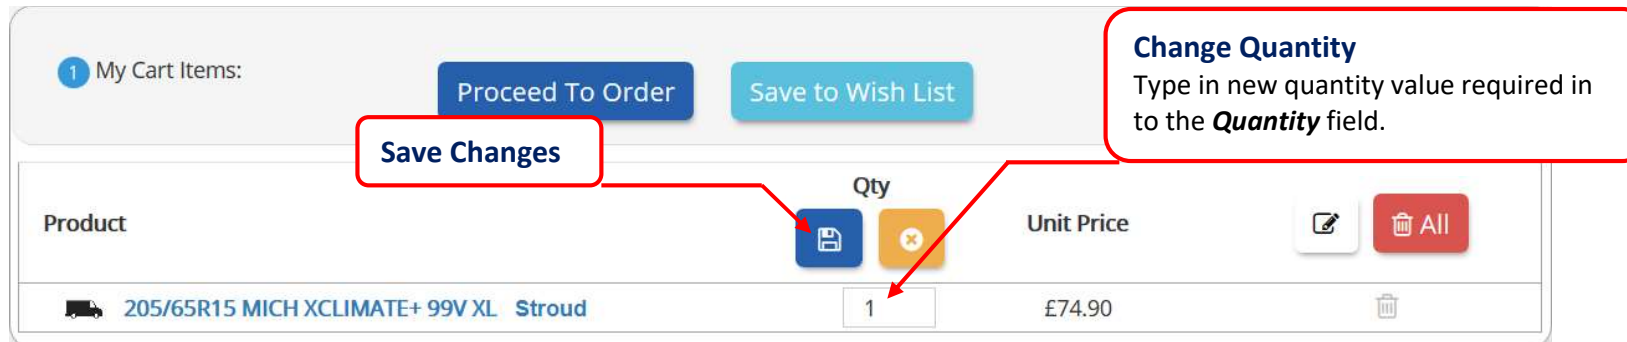 1 My Cart Items:
Proceed To Order
Save to Wish List
Change Quantity
Type in new quantity value required in
to the Quantity field.
Save Changes
Product
Qty
Unit Price
All
205/65R15 MICH XCLIMATE+ 99V XL Stroud
1
£74.90